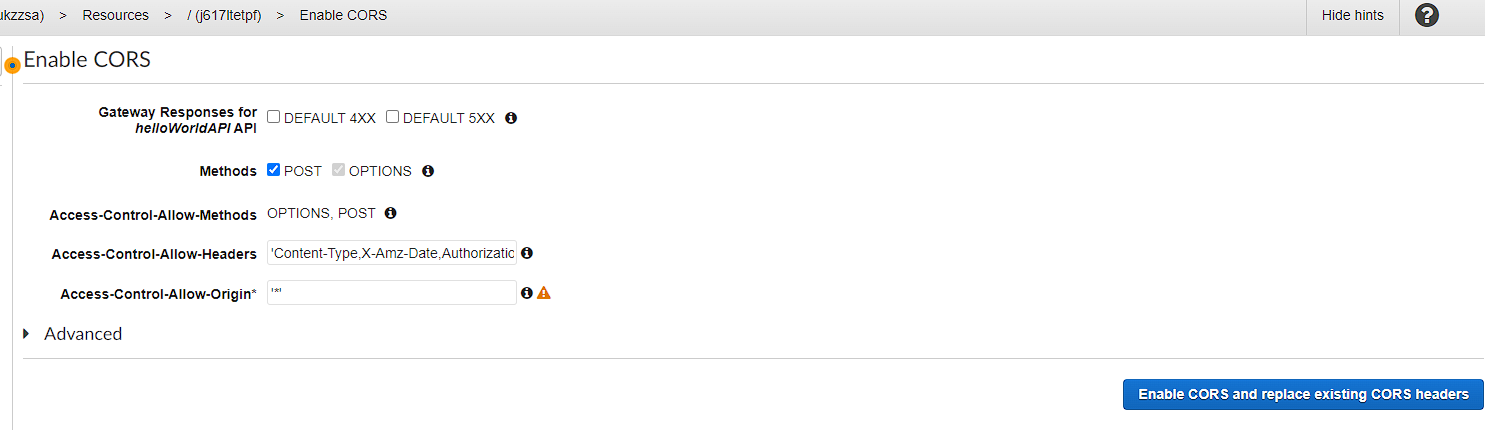 ukzzsa) > Resources > / (j617ltetpf) > Enable CORS Hide hints ?
Enable CORS
Gateway Responses for
helloWorldAPI API
DEFAULT 4XX DEFAULT 5XX
Methods POST OPTIONS
Access-Control-Allow-Methods OPTIONS, POST
Access-Control-Allow-Headers 'Content-Type,X-Amz-Date,Authorizatic
Access-Control-Allow-Origin* '*'
Advanced
Enable CORS and replace existing CORS headers